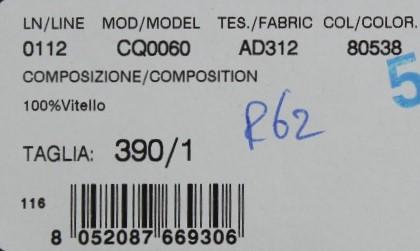 LN/LINE MOD/MODEL TES./FABRIC COL/COLOR.
0112 CQ0060 AD312 80538
COMPOSIZIONE/COMPOSITION
5
100%Vitello
R62
TAGLIA: 390/1
116
8 052087 669306